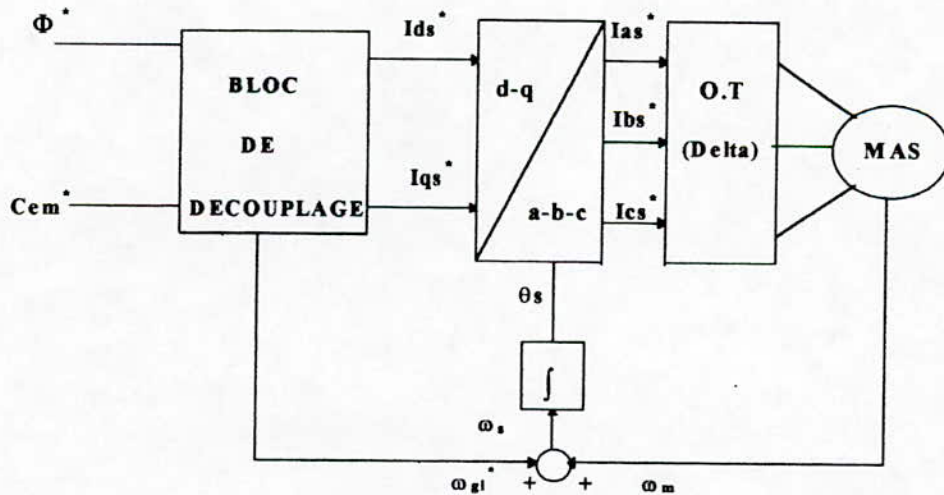 Φ*
Cem*
BLOC
DE
DECOUPLAGE
Ids*
Iqs*
d-q
a-b-c
Ias*
Ibs*
Ics*
O.T
(Delta)
MAS
θs
∫
ωs
ωgl*
+
+
ωm